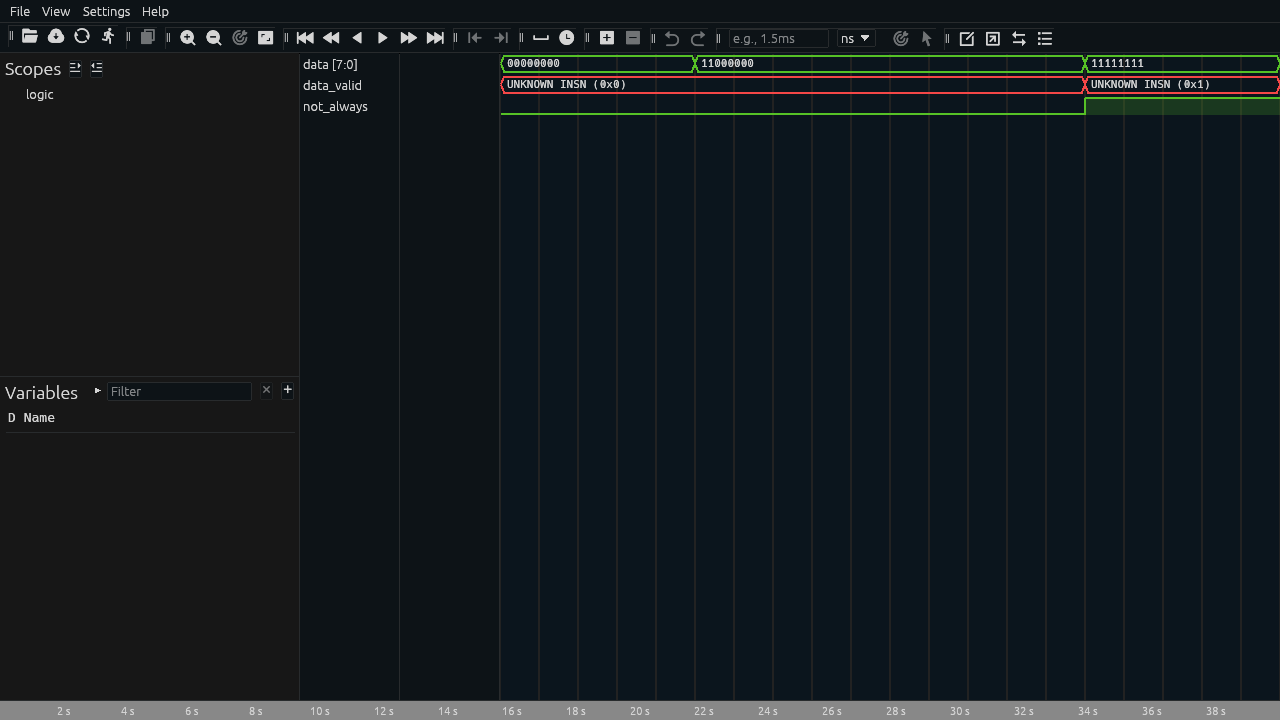 File View Settings Help
e.g., 1.5ms ns
Scopes
logic
data [7:0] 00000000 11000000 11111111
data_valid UNKNOWN INSN (0x0) UNKNOWN INSN (0x1)
not_always
Variables Filter
D Name
2 s 4 s 6 s 8 s 10 s 12 s 14 s 16 s 18 s 20 s 22 s 24 s 26 s 28 s 30 s 32 s 34 s 36 s 38 s